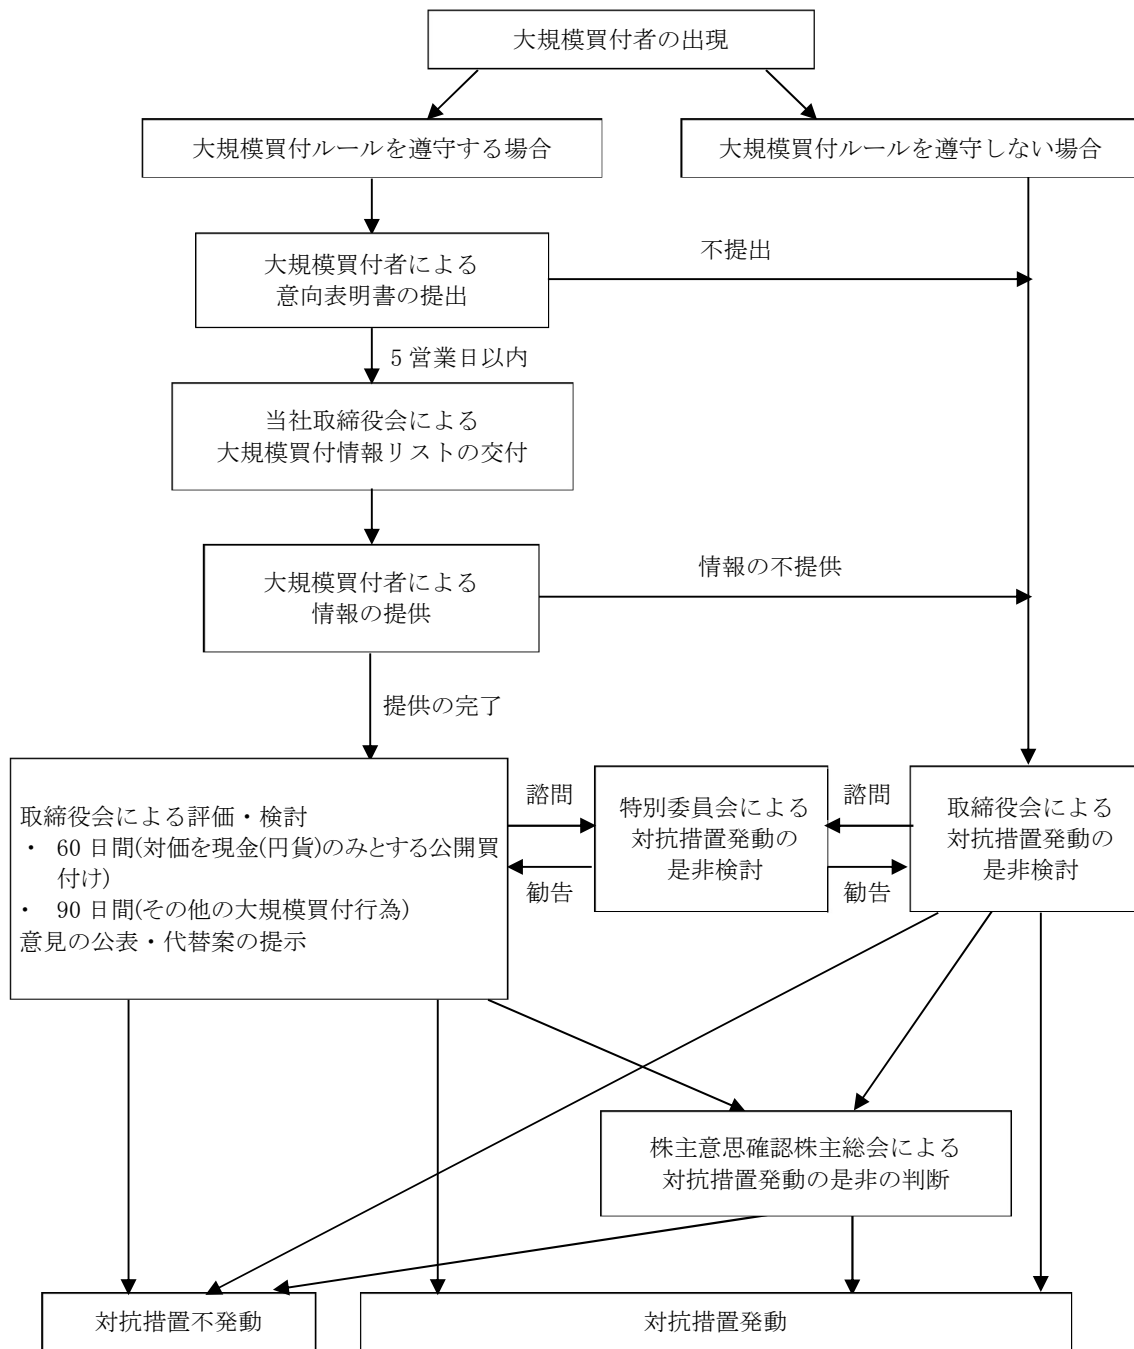 大規模買付者の出現
大規模買付ルールを遵守する場合
大規模買付ルールを遵守しない場合
大規模買付者による
意向表明書の提出
不提出
5 営業日以内
当社取締役会による
大規模買付情報リストの交付
大規模買付者による
情報の提供
情報の不提供
提供の完了
取締役会による評価・検討
・ 60 日間(対価を現金(円貨)のみとする公開買
付け)
・ 90 日間(その他の大規模買付行為)
意見の公表・代替案の提示
諮問
勧告
特別委員会による
対抗措置発動の
是非検討
諮問
勧告
取締役会による
対抗措置発動の
是非検討
株主意思確認株主総会による
対抗措置発動の是非の判断
対抗措置不発動
対抗措置発動